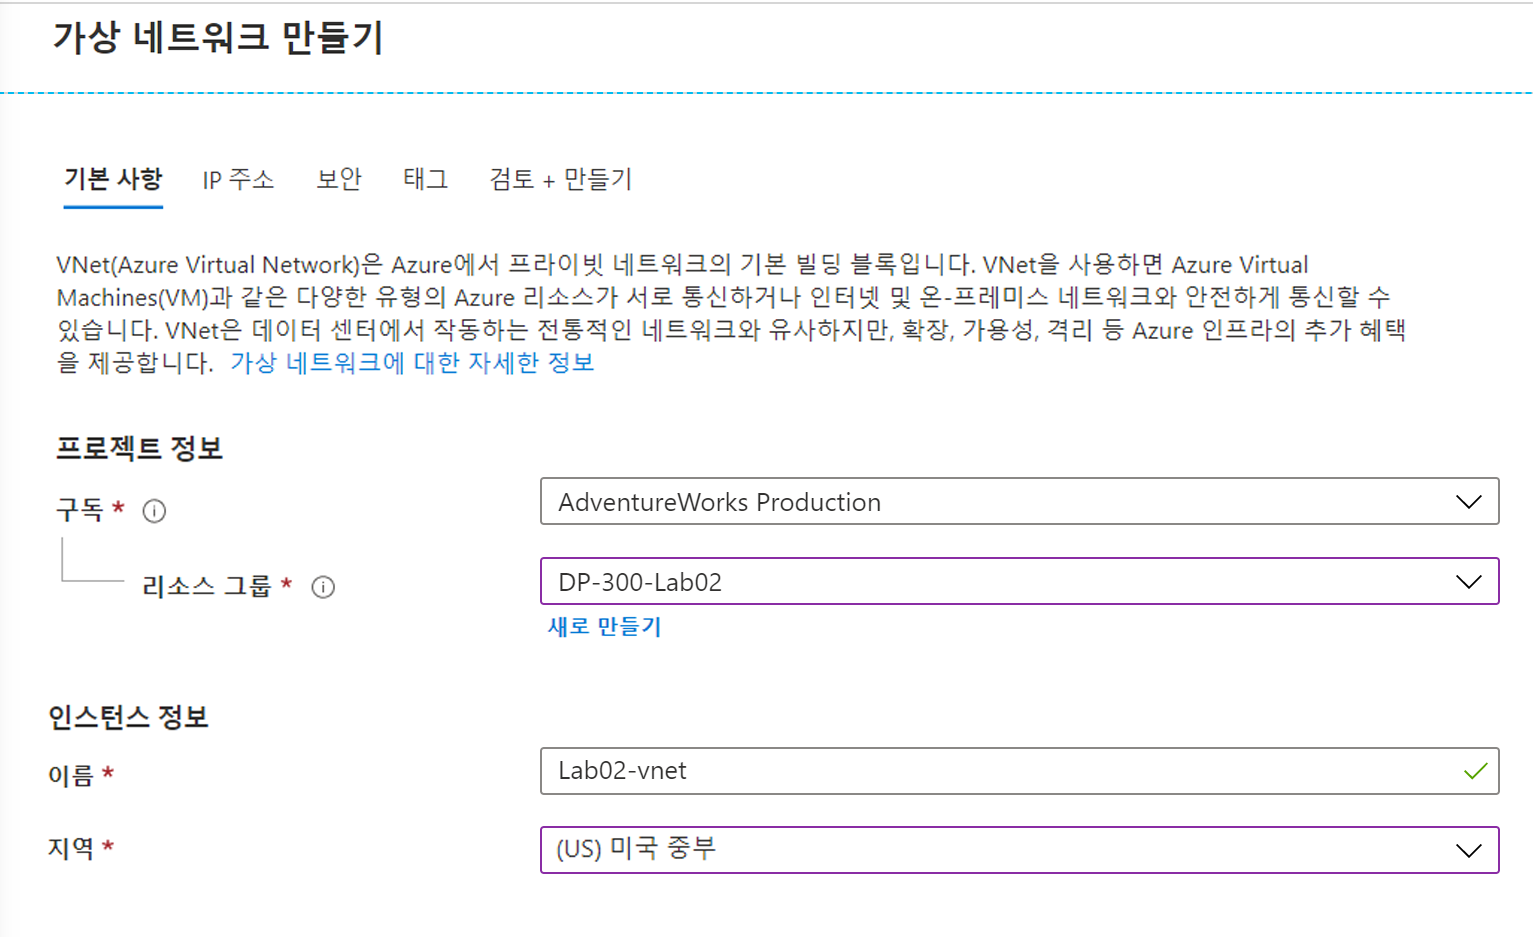 가상 네트워크 만들기
기본 사항 IP 주소 보안 태그 검토 + 만들기
VNet(Azure Virtual Network)은 Azure에서 프라이빗 네트워크의 기본 빌딩 블록입니다. VNet을 사용하면 Azure Virtual
Machines(VM)과 같은 다양한 유형의 Azure 리소스가 서로 통신하거나 인터넷 및 온-프레미스 네트워크와 안전하게 통신할 수
있습니다. VNet은 데이터 센터에서 작동하는 전통적인 네트워크와 유사하지만, 확장, 가용성, 격리 등 Azure 인프라의 추가 혜택
을 제공합니다. 가상 네트워크에 대한 자세한 정보
프로젝트 정보
구독 * AdventureWorks Production
리소스 그룹 * DP-300-Lab02
새로 만들기
인스턴스 정보
이름 * Lab02-vnet
지역 * (US) 미국 중부